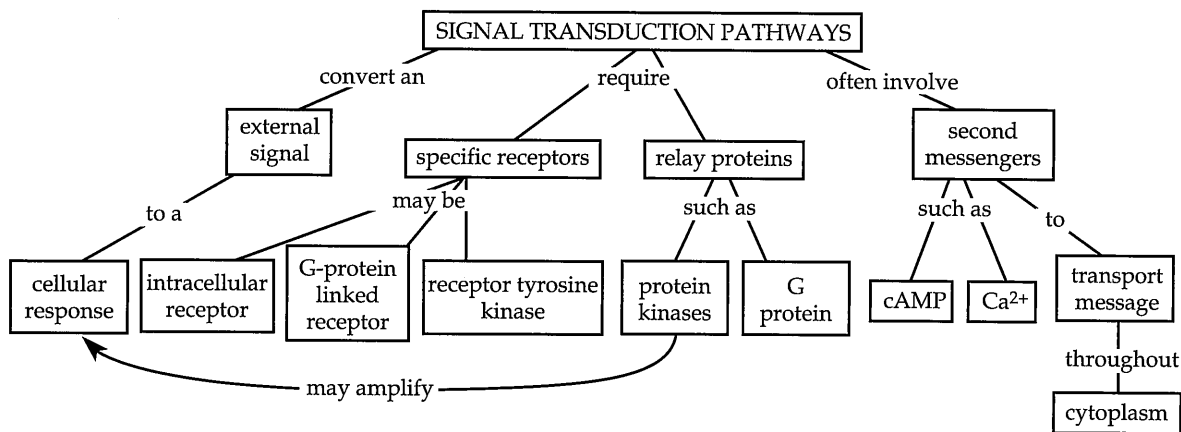 SIGNAL TRANSDUCTION PATHWAYS
convert an
require
often involve
external
signal
specific receptors
relay proteins
second
messengers
to a
may be
such as
such as
to
cellular
response
intracellular
receptor
G-protein
linked
receptor
receptor tyrosine
kinase
protein
kinases
G
protein
cAMP
Ca²⁺
transport
message
may amplify
throughout
cytoplasm